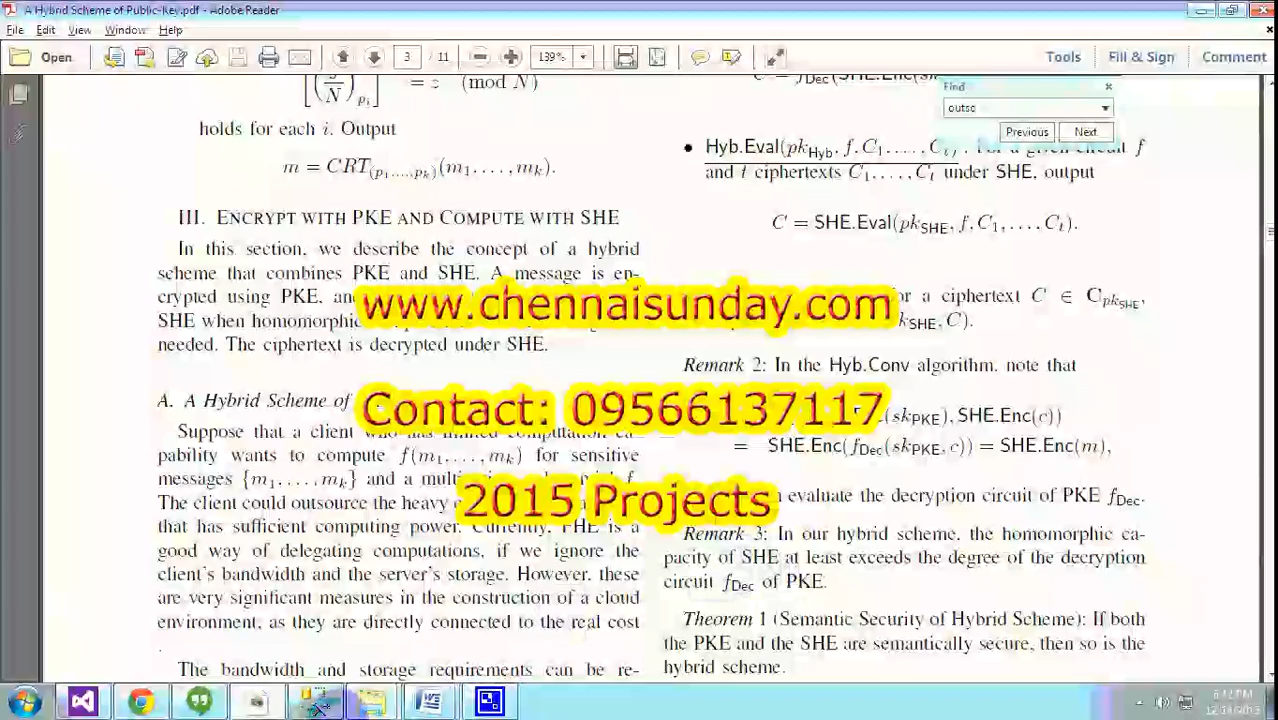 A Hybrid Scheme of Public-Key.pdf - Adobe Reader
File Edit View Window Help
Open 3 / 11 139% Tools Fill & Sign Comment
Find
outsc
Previous Next
(mod N)
holds for each i. Output
m = CRT(p1,...,pk)(m1, . . . , mk).
III. ENCRYPT WITH PKE AND COMPUTE WITH SHE
In this section, we describe the concept of a hybrid
scheme that combines PKE and SHE. A message is en-
crypted using PKE, and
SHE when homomorphic
needed. The ciphertext is decrypted under SHE.
A. A Hybrid Scheme of
Suppose that a client who has limited computation ca-
pability wants to compute f(m1, . . . , mk) for sensitive
messages {m1, . . . , mk} and a
The client could outsource the heavy
that has sufficient computing power. Currently, FHE is a
good way of delegating computations, if we ignore the
client's bandwidth and the server's storage. However, these
are very significant measures in the construction of a cloud
environment, as they are directly connected to the real cost
.
The bandwidth and storage requirements can be re-
• Hyb.Eval(pkHyb, f, C1, . . . , Ct). For a given circuit f
and t ciphertexts C1, . . . , Ct under SHE, output
C = SHE.Eval(pkSHE, f, C1, . . . , Ct).
for a ciphertext C ∈ CpkSHE,
kSHE, C).
Remark 2: In the Hyb.Conv algorithm, note that
(skPKE), SHE.Enc(c))
= SHE.Enc(fDec(skPKE, c)) = SHE.Enc(m),
evaluate the decryption circuit of PKE fDec.
Remark 3: In our hybrid scheme, the homomorphic ca-
pacity of SHE at least exceeds the degree of the decryption
circuit fDec of PKE.
Theorem 1 (Semantic Security of Hybrid Scheme): If both
the PKE and the SHE are semantically secure, then so is the
hybrid scheme.
www.chennaisunday.com
Contact: 09566137117
2015 Projects